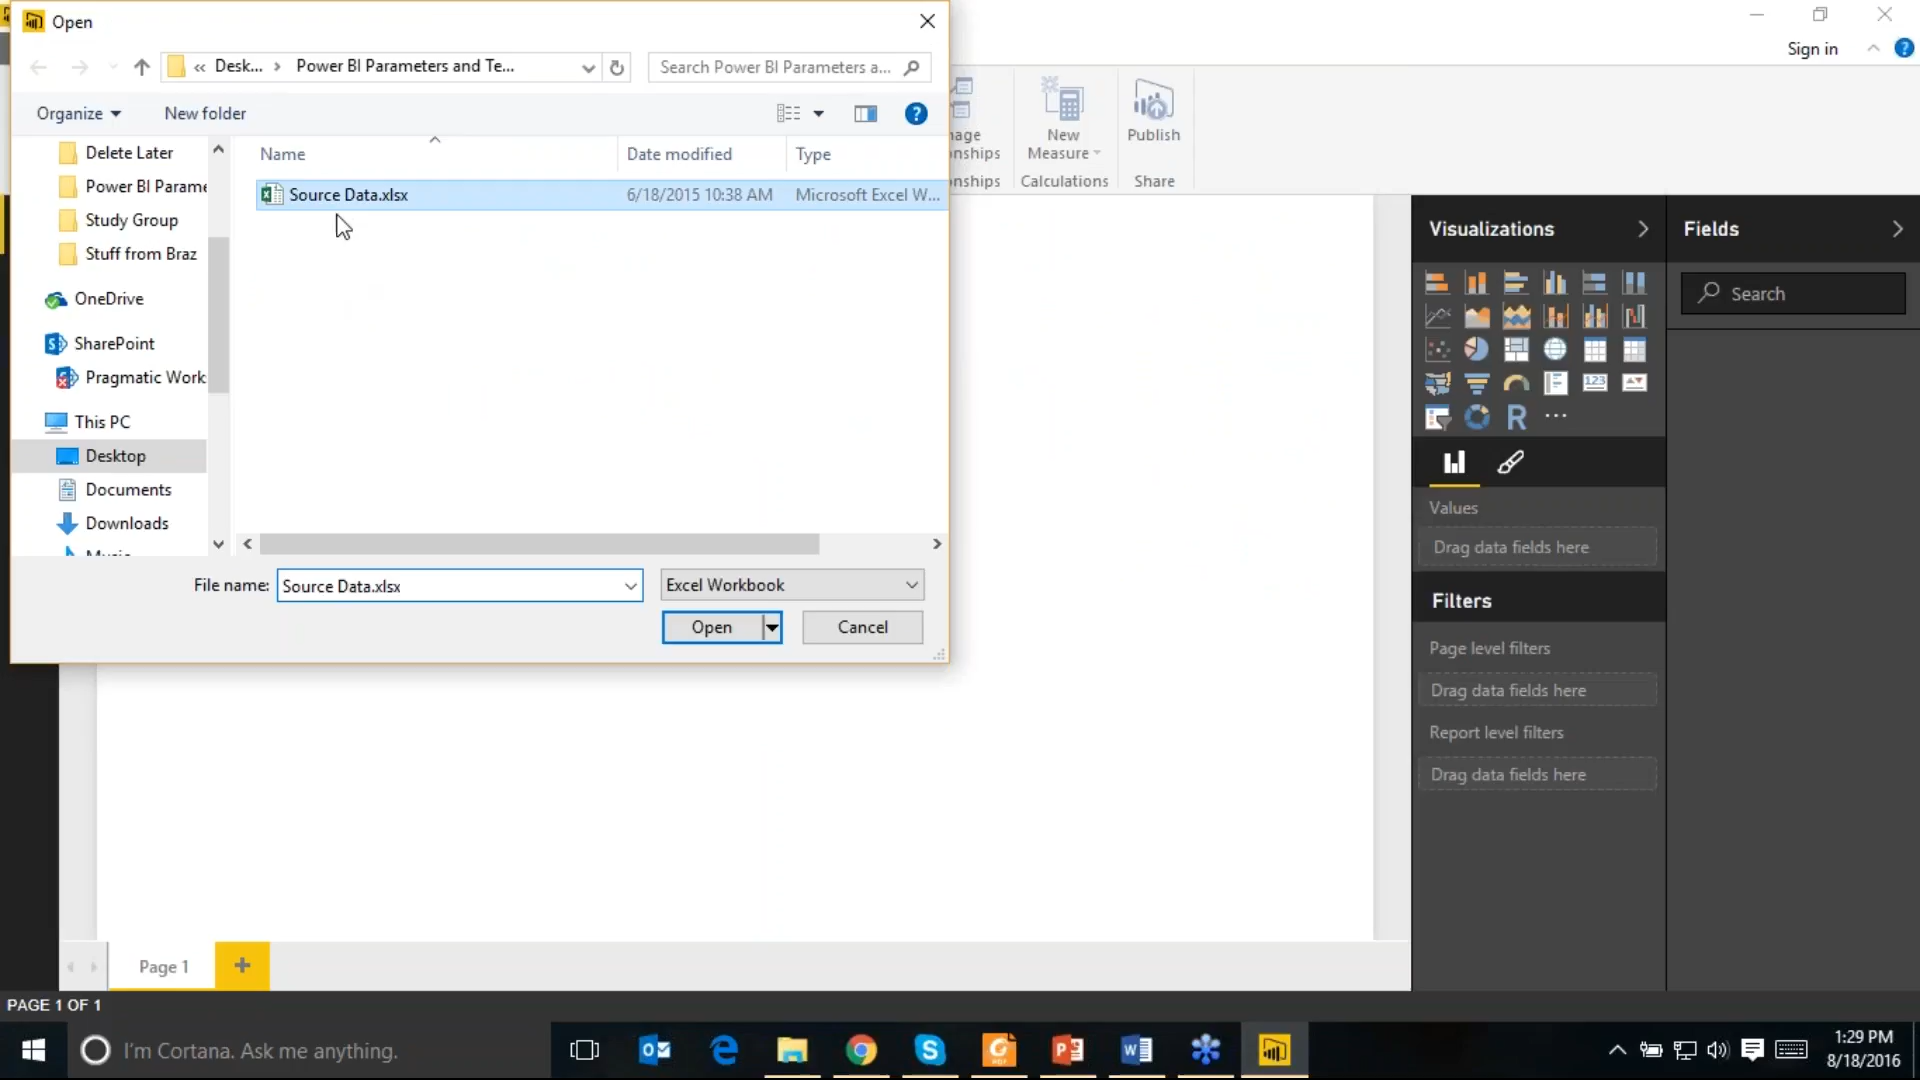 Open
« Desk... > Power BI Parameters and Te...
Search Power BI Parameters a...
Organize
New folder
Delete Later
Power BI Parame
Study Group
Stuff from Braz
OneDrive
SharePoint
Pragmatic Work
This PC
Desktop
Documents
Downloads
Name
Date modified
Type
Source Data.xlsx
6/18/2015 10:38 AM
Microsoft Excel W...
File name:
Source Data.xlsx
Excel Workbook
Open
Cancel
Sign in
age
nships
nships
New
Measure
Calculations
Publish
Share
Visualizations
Fields
Search
123
R
Values
Drag data fields here
Filters
Page level filters
Drag data fields here
Report level filters
Drag data fields here
Page 1
PAGE 1 OF 1
I'm Cortana. Ask me anything.
1:29 PM
8/18/2016